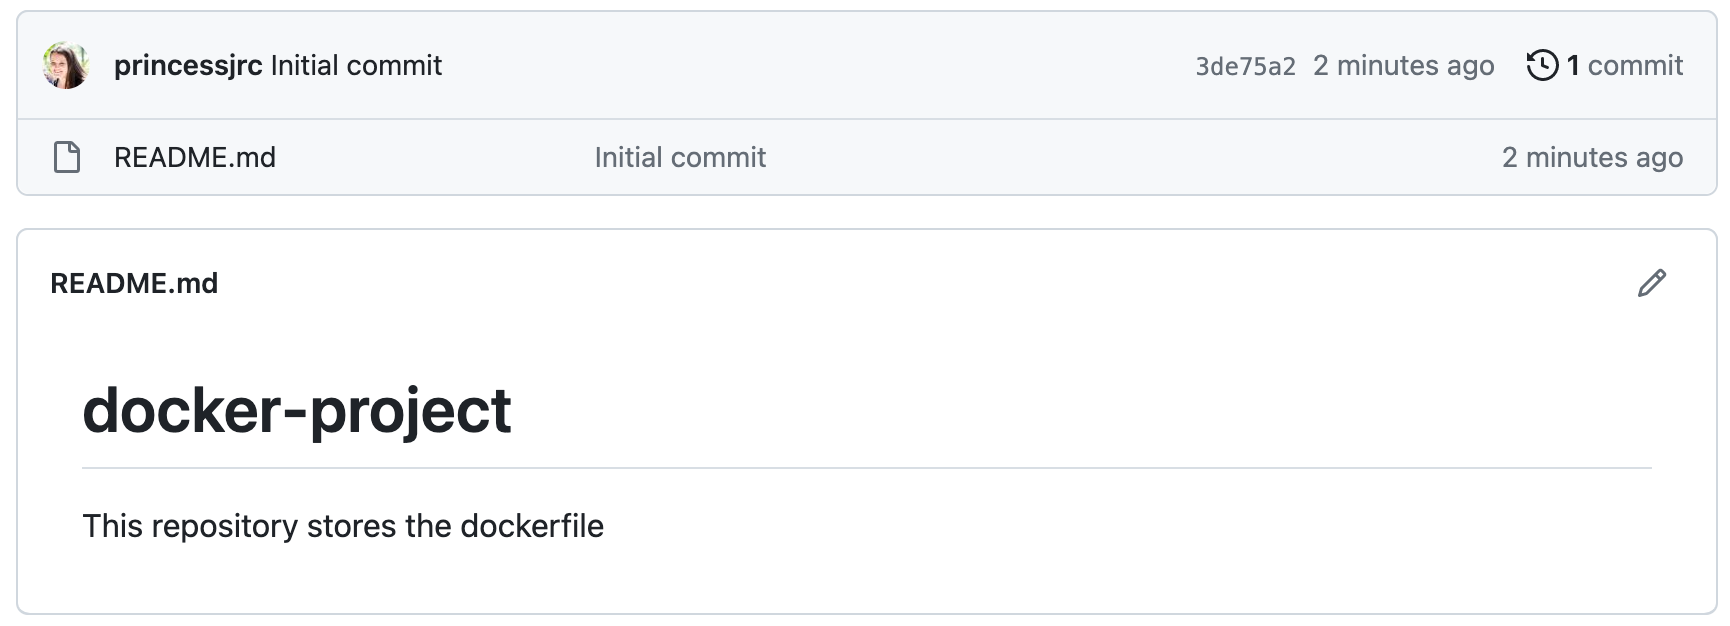 princessjrc Initial commit 3de75a2 2 minutes ago 1 commit
README.md Initial commit 2 minutes ago
README.md
docker-project
This repository stores the dockerfile